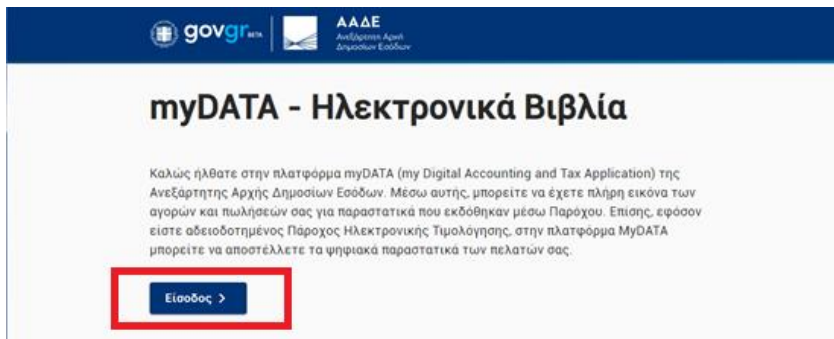 govgr BETA
ΑΑΔΕ
Ανεξάρτητη Αρχή
Δημοσίων Εσόδων
myDATA - Ηλεκτρονικά Βιβλία
Καλώς ήλθατε στην πλατφόρμα myDATA (my Digital Accounting and Tax Application) της
Ανεξάρτητης Αρχής Δημοσίων Εσόδων. Μέσω αυτής, μπορείτε να έχετε πλήρη εικόνα των
αγορών και πωλήσεών σας για παραστατικά που εκδόθηκαν μέσω Παρόχου. Επίσης, εφόσον
είστε αδειοδοτημένος Πάροχος Ηλεκτρονικής Τιμολόγησης, στην πλατφόρμα MyDATA
μπορείτε να αποστέλλετε τα ψηφιακά παραστατικά των πελατών σας.
Είσοδος >